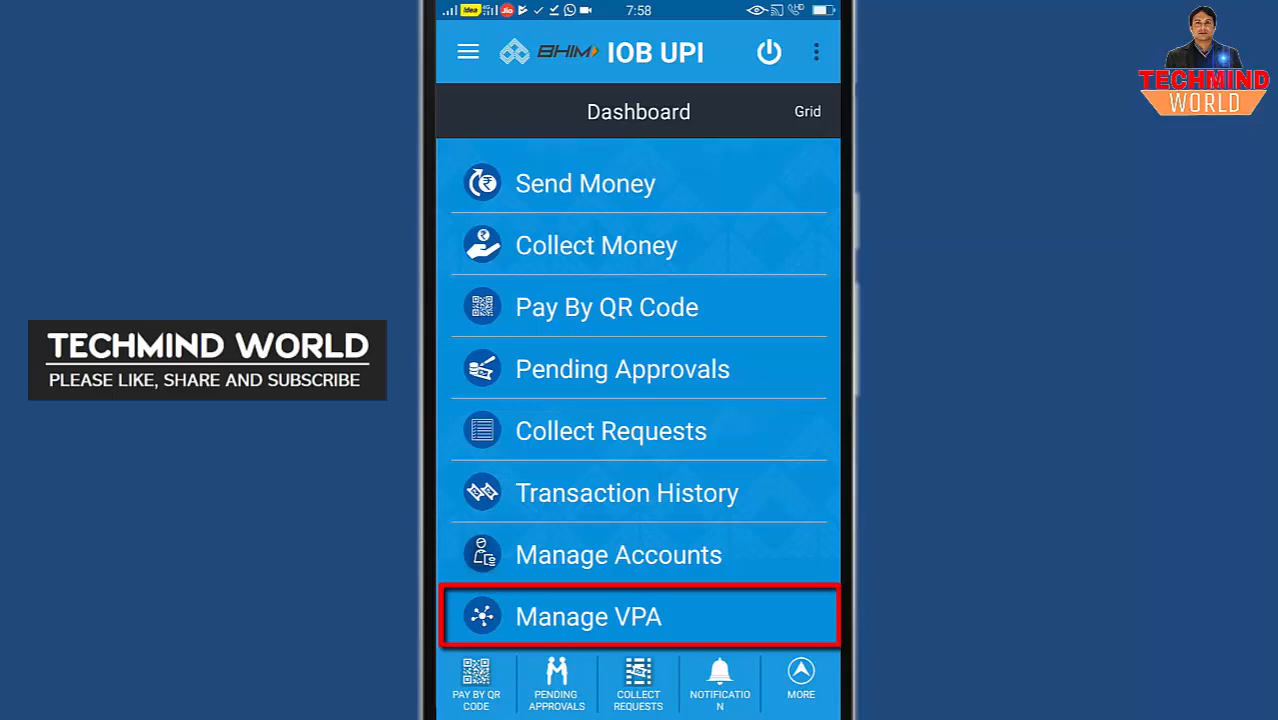 idea
Jio
7:58
BHIM IOB UPI
Dashboard
Grid
Send Money
Collect Money
Pay By QR Code
Pending Approvals
Collect Requests
Transaction History
Manage Accounts
Manage VPA
PAY BY QR
CODE
PENDING
APPROVALS
COLLECT
REQUESTS
NOTIFICATIO
N
MORE
TECHMIND WORLD
PLEASE LIKE, SHARE AND SUBSCRIBE
TECHMIND
WORLD